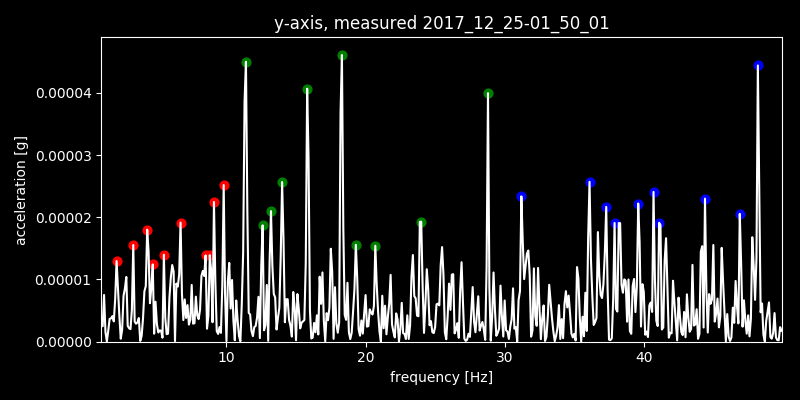 y-axis, measured 2017_12_25-01_50_01
acceleration [g]
0.00004
0.00003
0.00002
0.00001
0.00000
10 20 30 40
frequency [Hz]